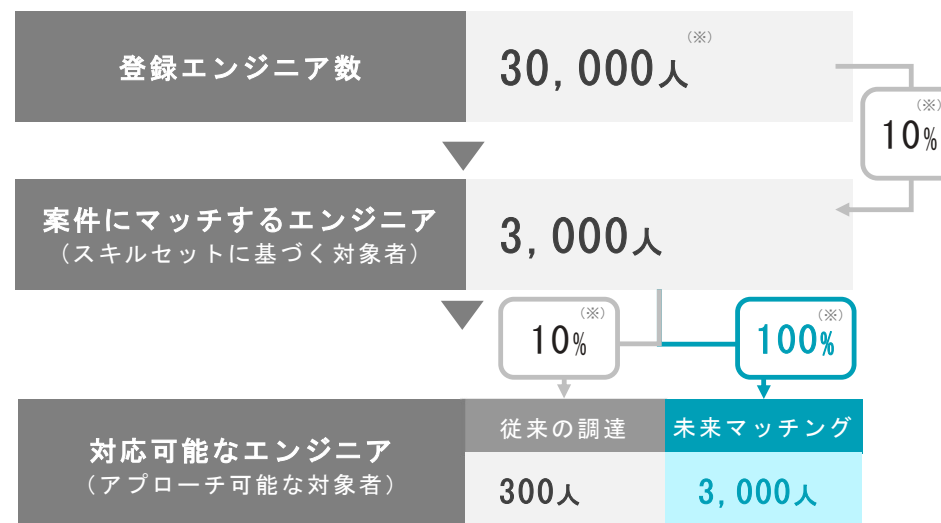 登録エンジニア数
30,000人
(※)
(※)
10%
案件にマッチするエンジニア
(スキルセットに基づく対象者)
3,000人
(※)
10%
(※)
100%
対応可能なエンジニア
(アプローチ可能な対象者)
従来の調達
未来マッチング
300人
3,000人